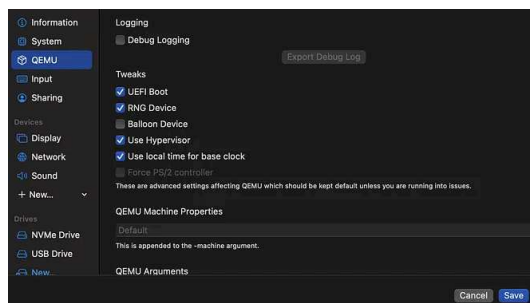 Information
System
QEMU
Input
Sharing
Devices
Display
Network
Sound
+ New...
Drives
NVMe Drive
USB Drive
New...
Logging
Debug Logging
Export Debug Log
Tweaks
UEFI Boot
RNG Device
Balloon Device
Use Hypervisor
Use local time for base clock
Force PS/2 controller
These are advanced settings affecting QEMU which should be kept default unless you are running into issues.
QEMU Machine Properties
Default
This is appended to the -machine argument.
QEMU Arguments
Cancel
Save